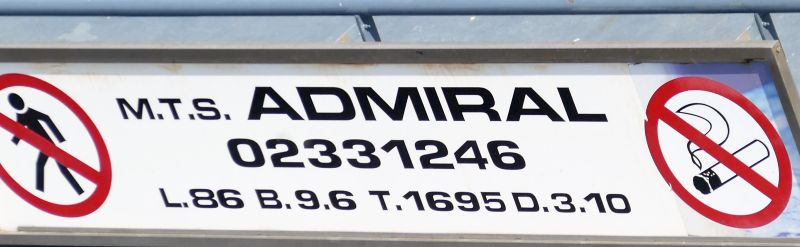 M.T.S. ADMIRAL
02331246
L.86 B.9.6 T.1695 D.3.10